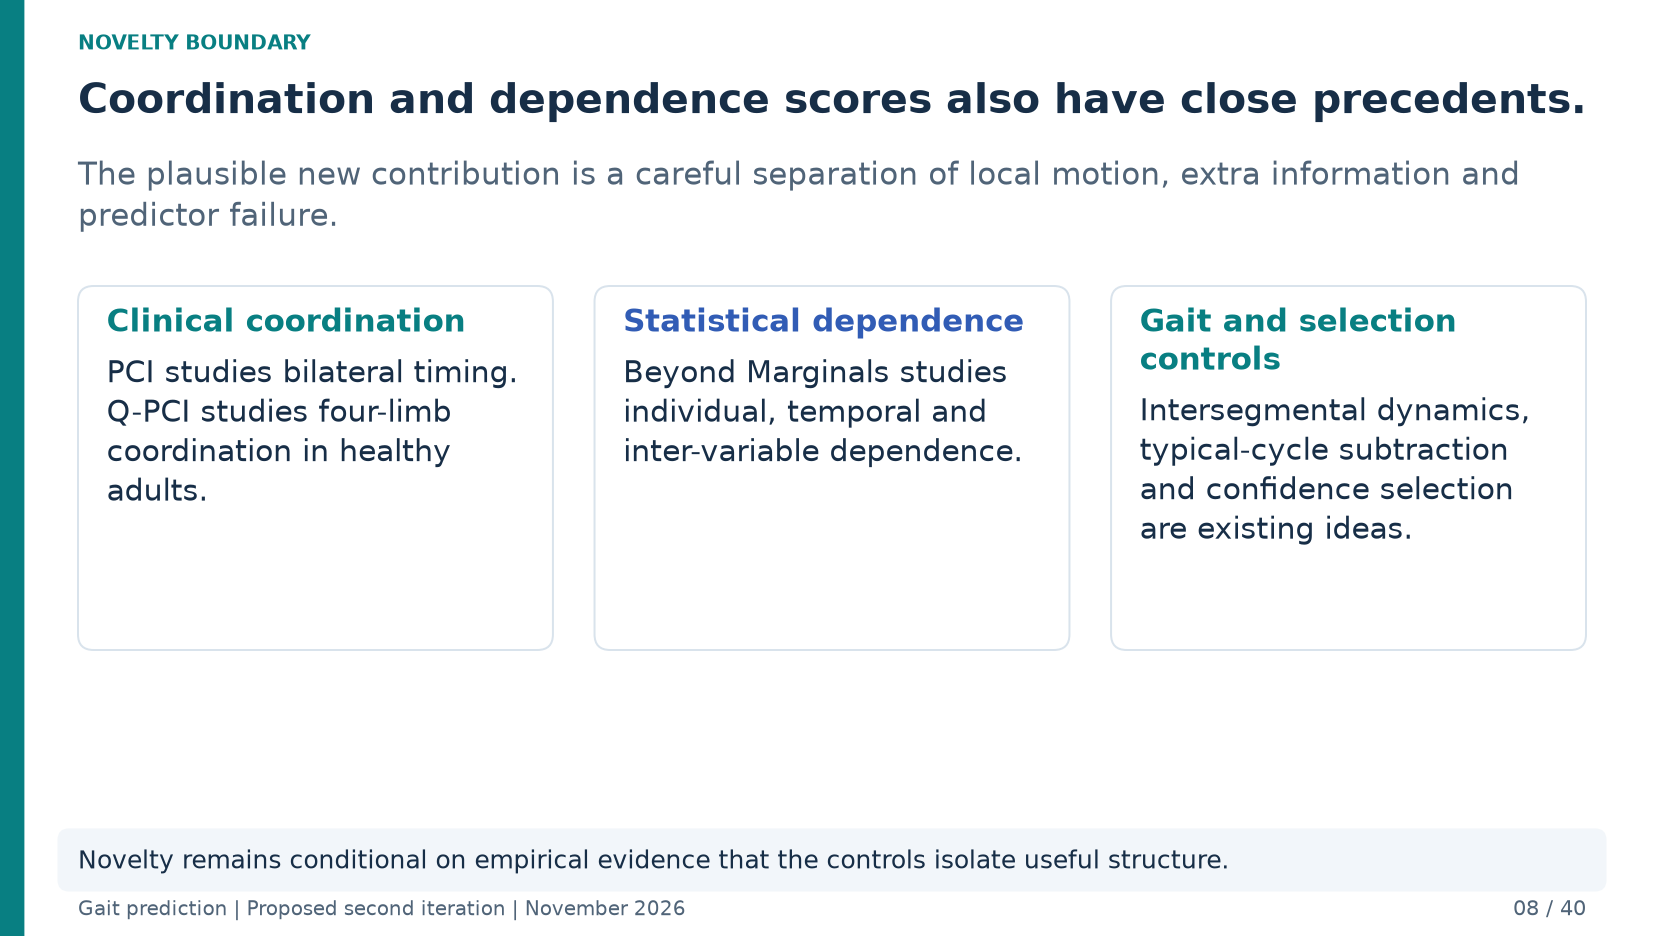 NOVELTY BOUNDARY
Coordination and dependence scores also have close precedents.
The plausible new contribution is a careful separation of local motion, extra information and
predictor failure.
Clinical coordination
PCI studies bilateral timing.
Q-PCI studies four-limb
coordination in healthy
adults.
Statistical dependence
Beyond Marginals studies
individual, temporal and
inter-variable dependence.
Gait and selection
controls
Intersegmental dynamics,
typical-cycle subtraction
and confidence selection
are existing ideas.
Novelty remains conditional on empirical evidence that the controls isolate useful structure.
Gait prediction | Proposed second iteration | November 2026
08 / 40